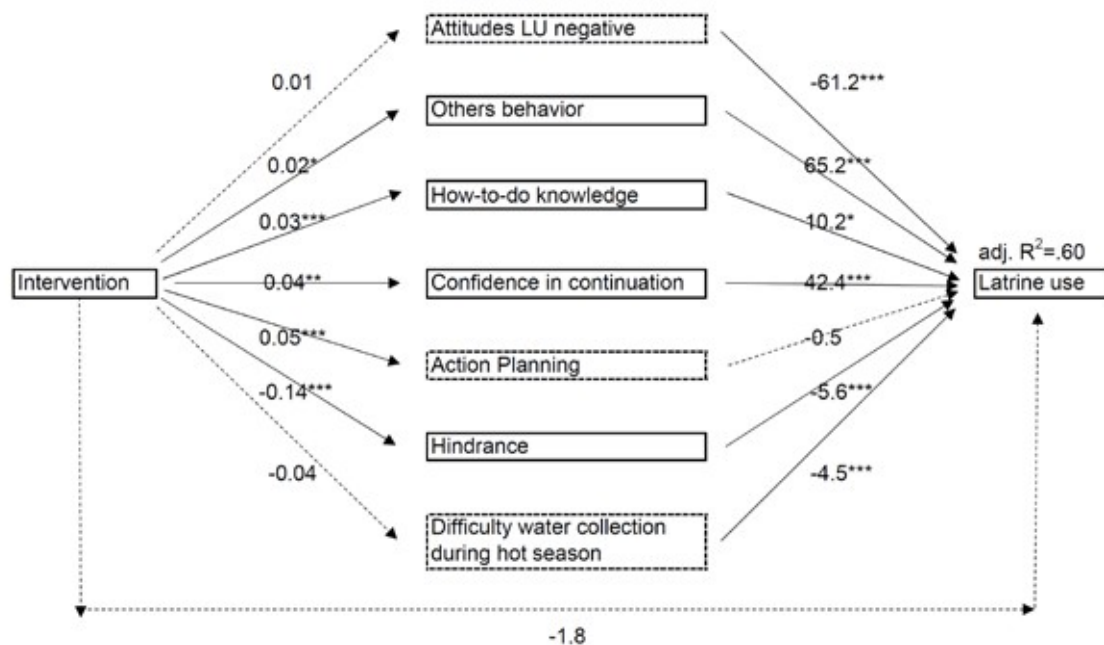 Attitudes LU negative
0.01
-61.2***
Others behavior
0.02*
65.2***
How-to-do knowledge
0.03***
10.2*
adj. R²=.60
Intervention
0.04**
Confidence in continuation
42.4***
Latrine use
0.05***
-0.5
Action Planning
-0.14***
-5.6***
Hindrance
-0.04
-4.5***
Difficulty water collection
during hot season
-1.8